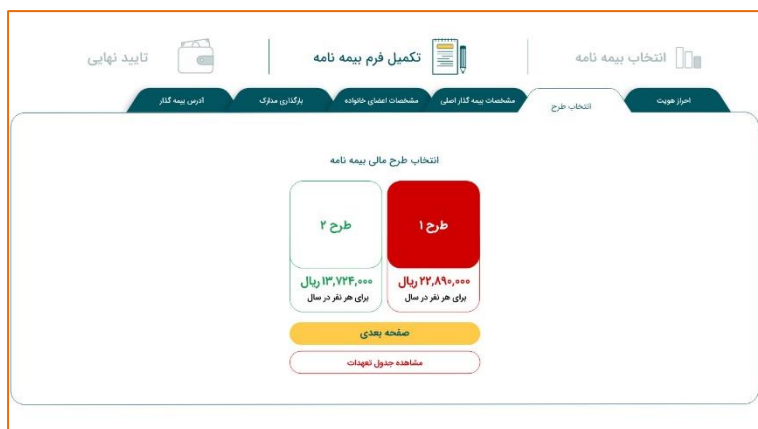 انتخاب بیمه نامه
تکمیل فرم بیمه نامه
تایید نهایی
احراز هویت
انتخاب طرح
مشخصات بیمه گذار اصلی
مشخصات اعضای خانواده
بارگذاری مدارک
آدرس بیمه گذار
انتخاب طرح مالی بیمه نامه
طرح ۱
۲۲,۸۹۰,۰۰۰ ریال
برای هر نفر در سال
طرح ۲
۱۳,۷۲۴,۰۰۰ ریال
برای هر نفر در سال
صفحه بعدی
مشاهده جدول تعهدات